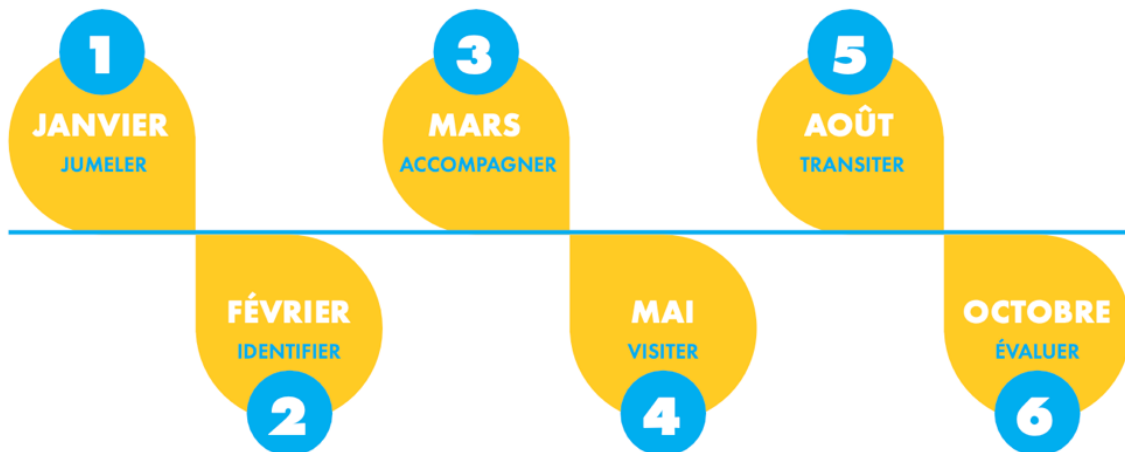 1
JANVIER
JUMELER
2
FÉVRIER
IDENTIFIER
3
MARS
ACCOMPAGNER
4
MAI
VISITER
5
AOÛT
TRANSITER
6
OCTOBRE
ÉVALUER